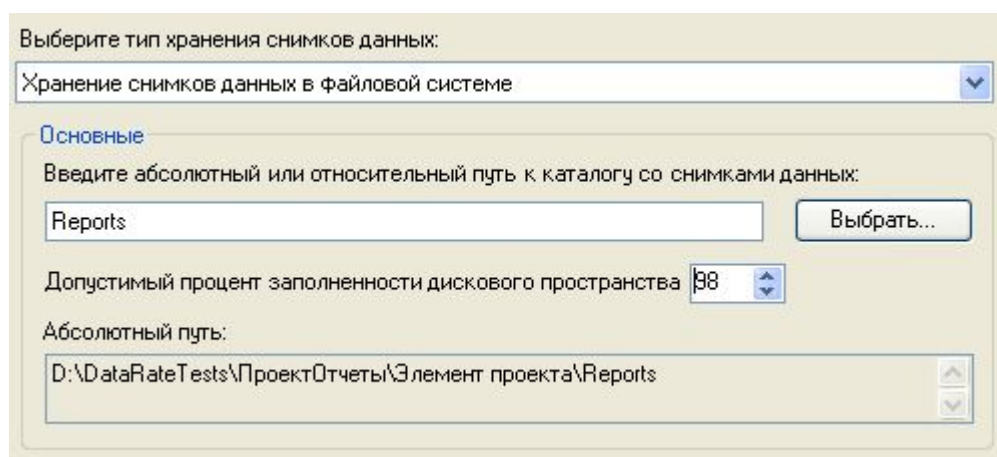 Выберите тип хранения снимков данных:
Хранение снимков данных в файловой системе
Основные
Введите абсолютный или относительный путь к каталогу со снимками данных:
Reports
Выбрать...
Допустимый процент заполненности дискового пространства 98
Абсолютный путь:
D:\DataRateTests\ПроектОтчеты\Элемент проекта\Reports